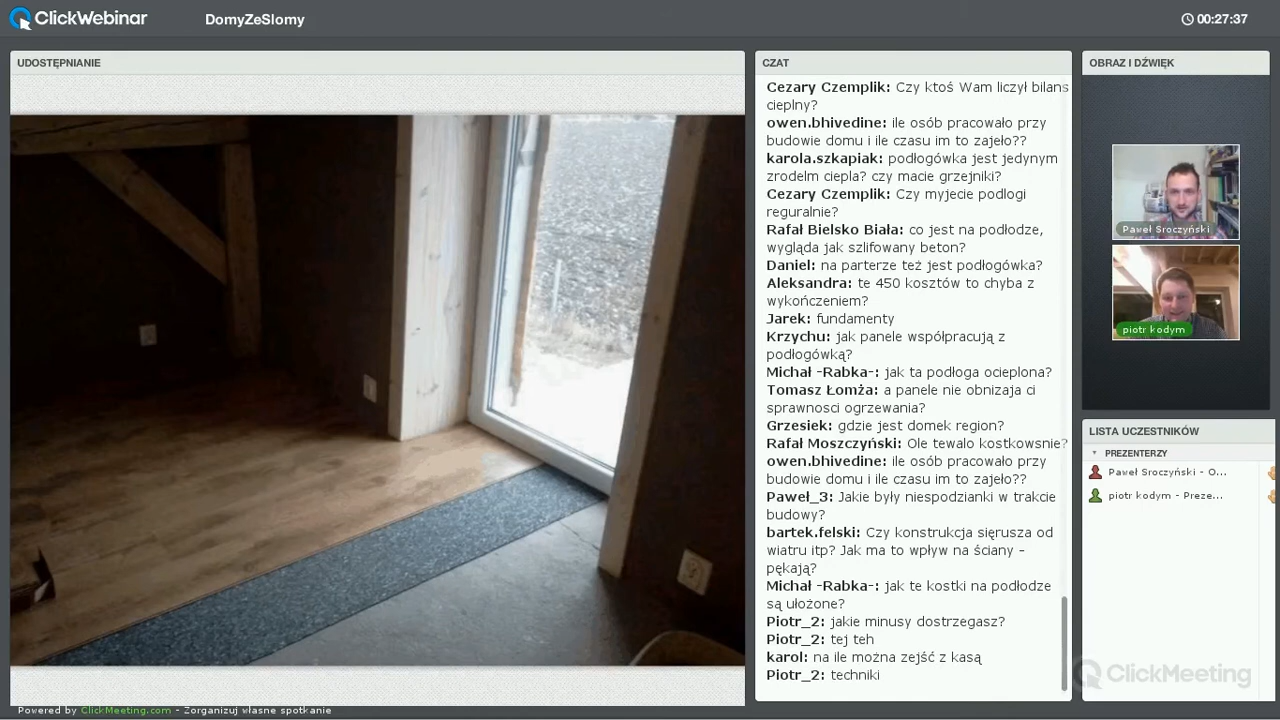 ClickWebinar
DomyZeSlomy
00:27:37
UDOSTĘPNIANIE
CZAT
Cezary Czemplik: Czy ktoś Wam liczył bilans
cieplny?
owen.bhivedine: ile osób pracowało przy
budowie domu i ile czasu im to zajeło??
karola.szkapiak: podłogówka jest jedynym
zrodelm ciepla? czy macie grzejniki?
Cezary Czemplik: Czy myjecie podlogi
reguralnie?
Rafał Bielsko Biała: co jest na podłodze,
wygląda jak szlifowany beton?
Daniel: na parterze też jest podłogówka?
Aleksandra: te 450 kosztów to chyba z
wykończeniem?
Jarek: fundamenty
Krzychu: jak panele współpracują z
podłogówką?
Michał -Rabka-: jak ta podłoga ocieplona?
Tomasz Łomża: a panele nie obnizaja ci
sprawnosci ogrzewania?
Grzesiek: gdzie jest domek region?
Rafał Moszczyński: Ole tewalo kostkowsnie?
owen.bhivedine: ile osób pracowało przy
budowie domu i ile czasu im to zajeło??
Paweł_3: Jakie były niespodzianki w trakcie
budowy?
bartek.felski: Czy konstrukcja sięrusza od
wiatru itp? Jak ma to wpływ na ściany -
pękają?
Michał -Rabka-: jak te kostki na podłodze
są ułożone?
Piotr_2: jakie minusy dostrzegasz?
Piotr_2: tej teh
karol: na ile można zejść z kasą
Piotr_2: techniki
OBRAZ I DŹWIĘK
Paweł Sroczyński
piotr kodym
LISTA UCZESTNIKÓW
PREZENTERZY
Paweł Sroczyński - O...
piotr kodym - Preze...
ClickMeeting
Powered by ClickMeeting.com - Zorganizuj własne spotkanie